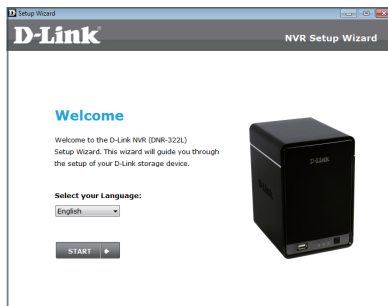 Setup Wizard
D-Link
NVR Setup Wizard
Welcome
Welcome to the D-Link NVR (DNR-322L)
Setup Wizard. This wizard will guide you through
the setup of your D-Link storage device.
Select your Language:
English
START
D-Link
D-Link